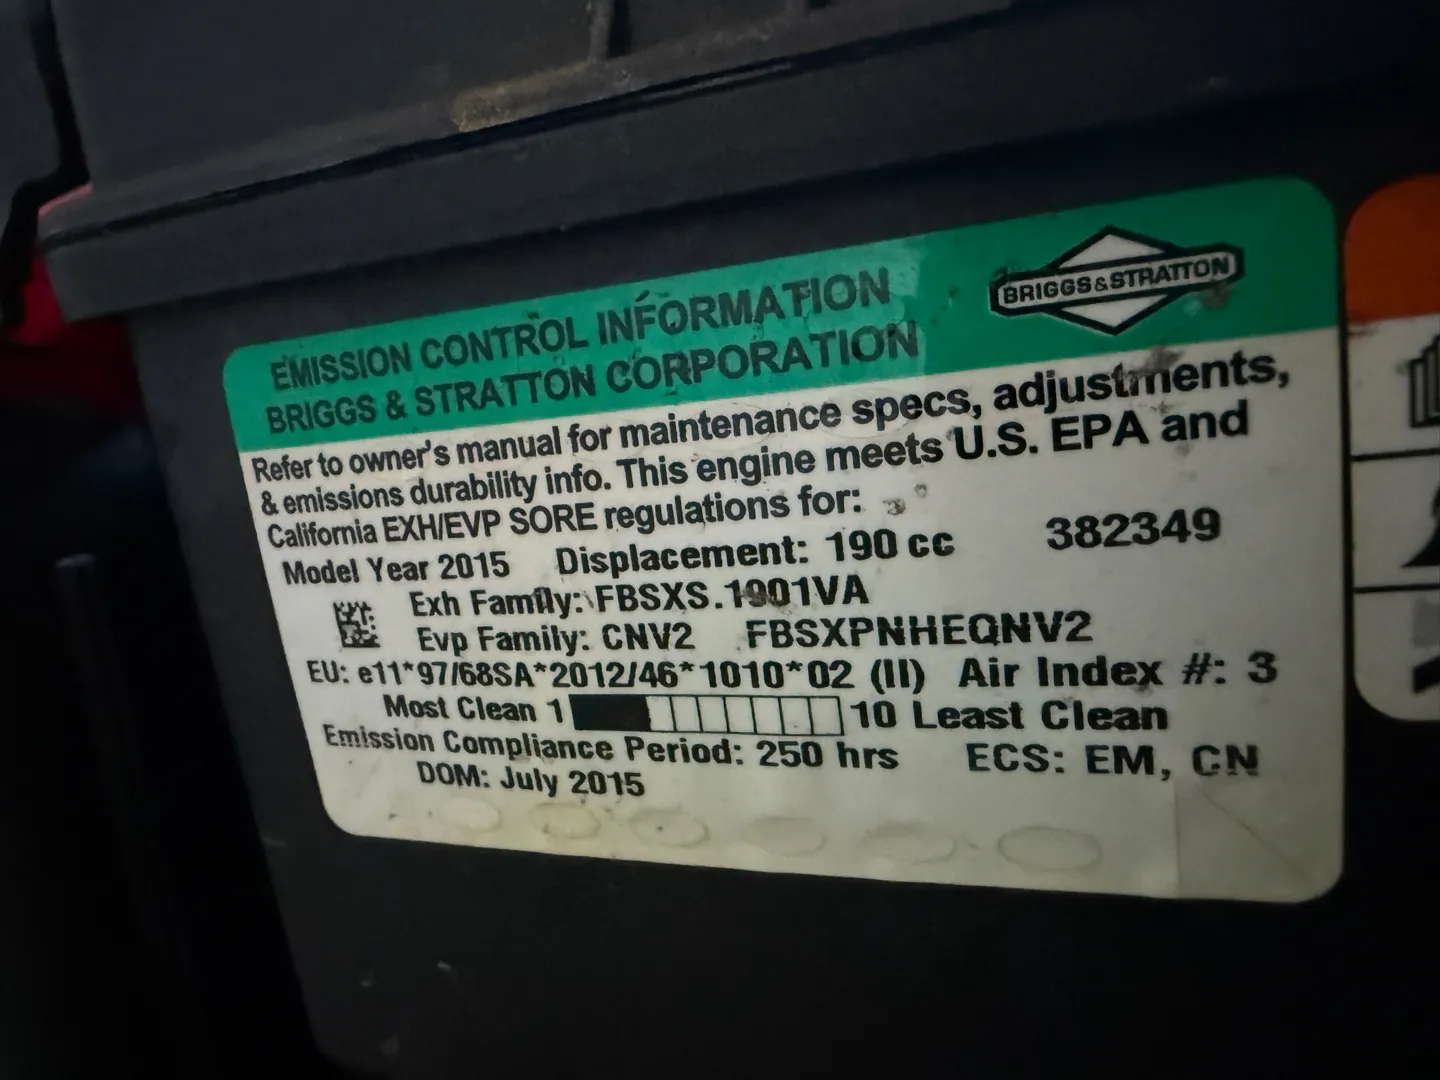 EMISSION CONTROL INFORMATION
BRIGGS & STRATTON CORPORATION
BRIGGS&STRATTON
Refer to owner's manual for maintenance specs, adjustments,
& emissions durability info. This engine meets U.S. EPA and
California EXH/EVP SORE regulations for:
Model Year 2015 Displacement: 190 cc 382349
Exh Family: FBSXS.1901VA
Evp Family: CNV2 FBSXPNHEQNV2
EU: e11*97/68SA*2012/46*1010*02 (II) Air Index #: 3
Most Clean 1 10 Least Clean
Emission Compliance Period: 250 hrs ECS: EM, CN
DOM: July 2015